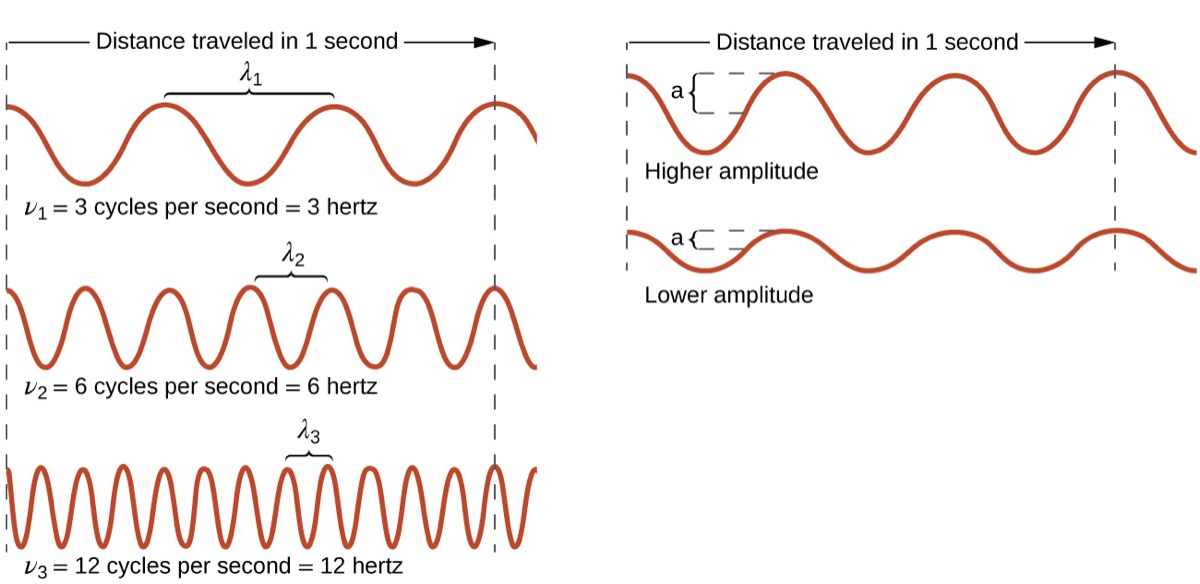 Distance traveled in 1 second
λ1
ν1 = 3 cycles per second = 3 hertz
λ2
ν2 = 6 cycles per second = 6 hertz
λ3
ν3 = 12 cycles per second = 12 hertz
Distance traveled in 1 second
a
Higher amplitude
a
Lower amplitude